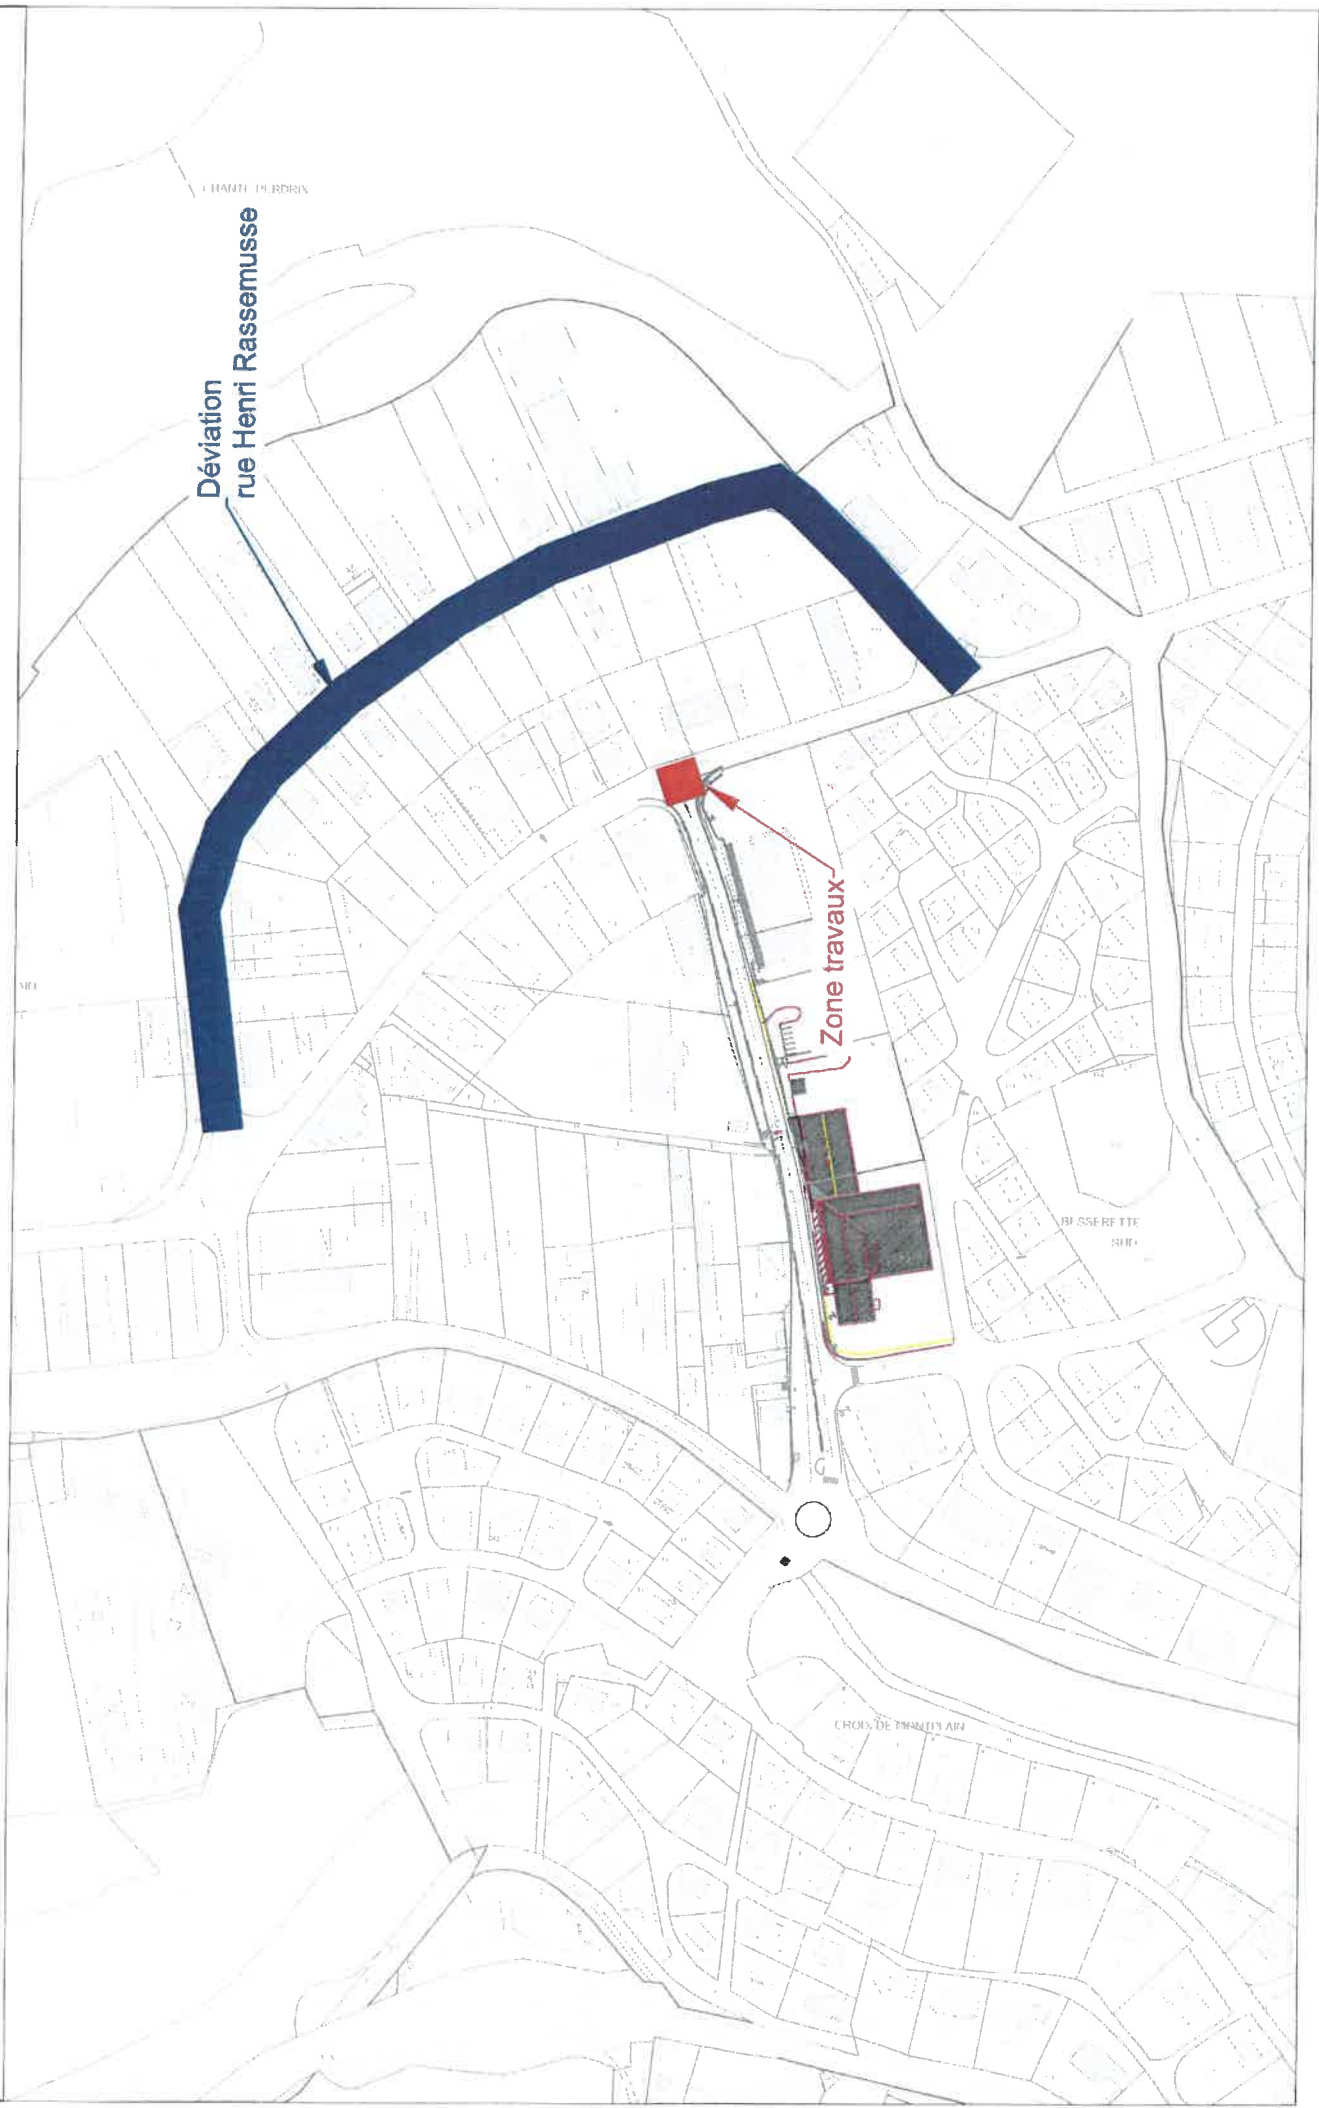 CHANTE PERDRIX
Déviation
rue Henri Rassemusse
Zone travaux
BESSERETTE
SUD
CROIX DE MONTPLAIN